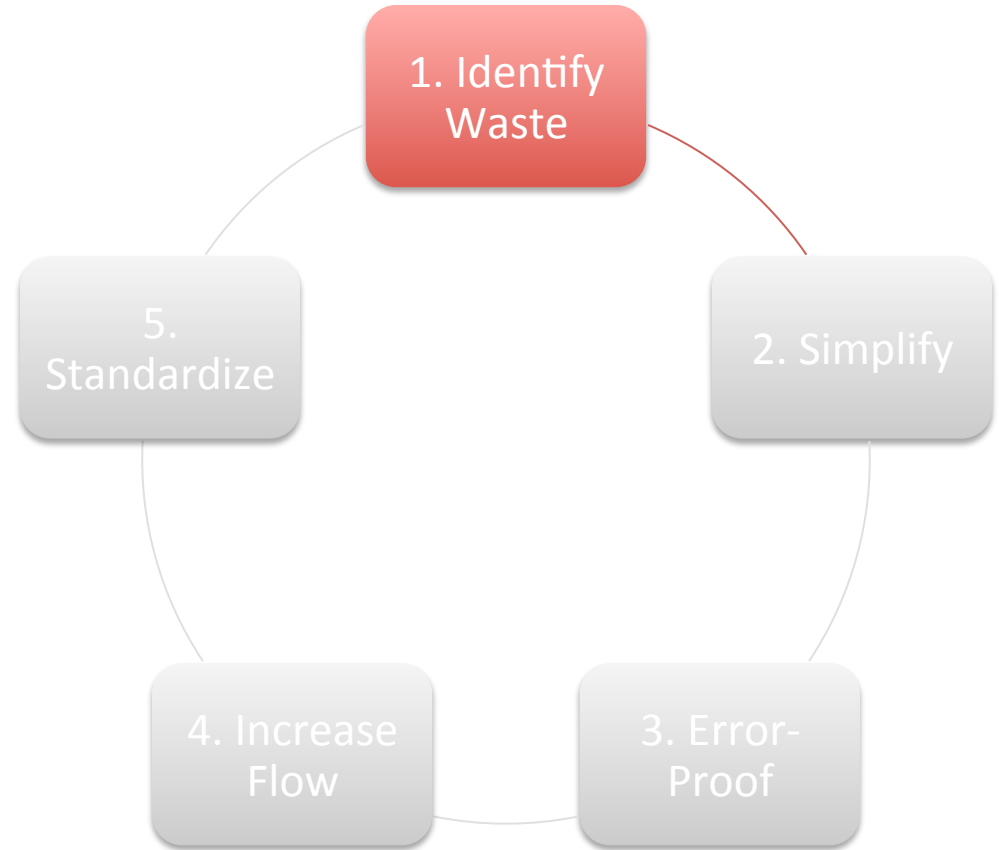 1. Identify
Waste
2. Simplify
3. Error-
Proof
4. Increase
Flow
5.
Standardize